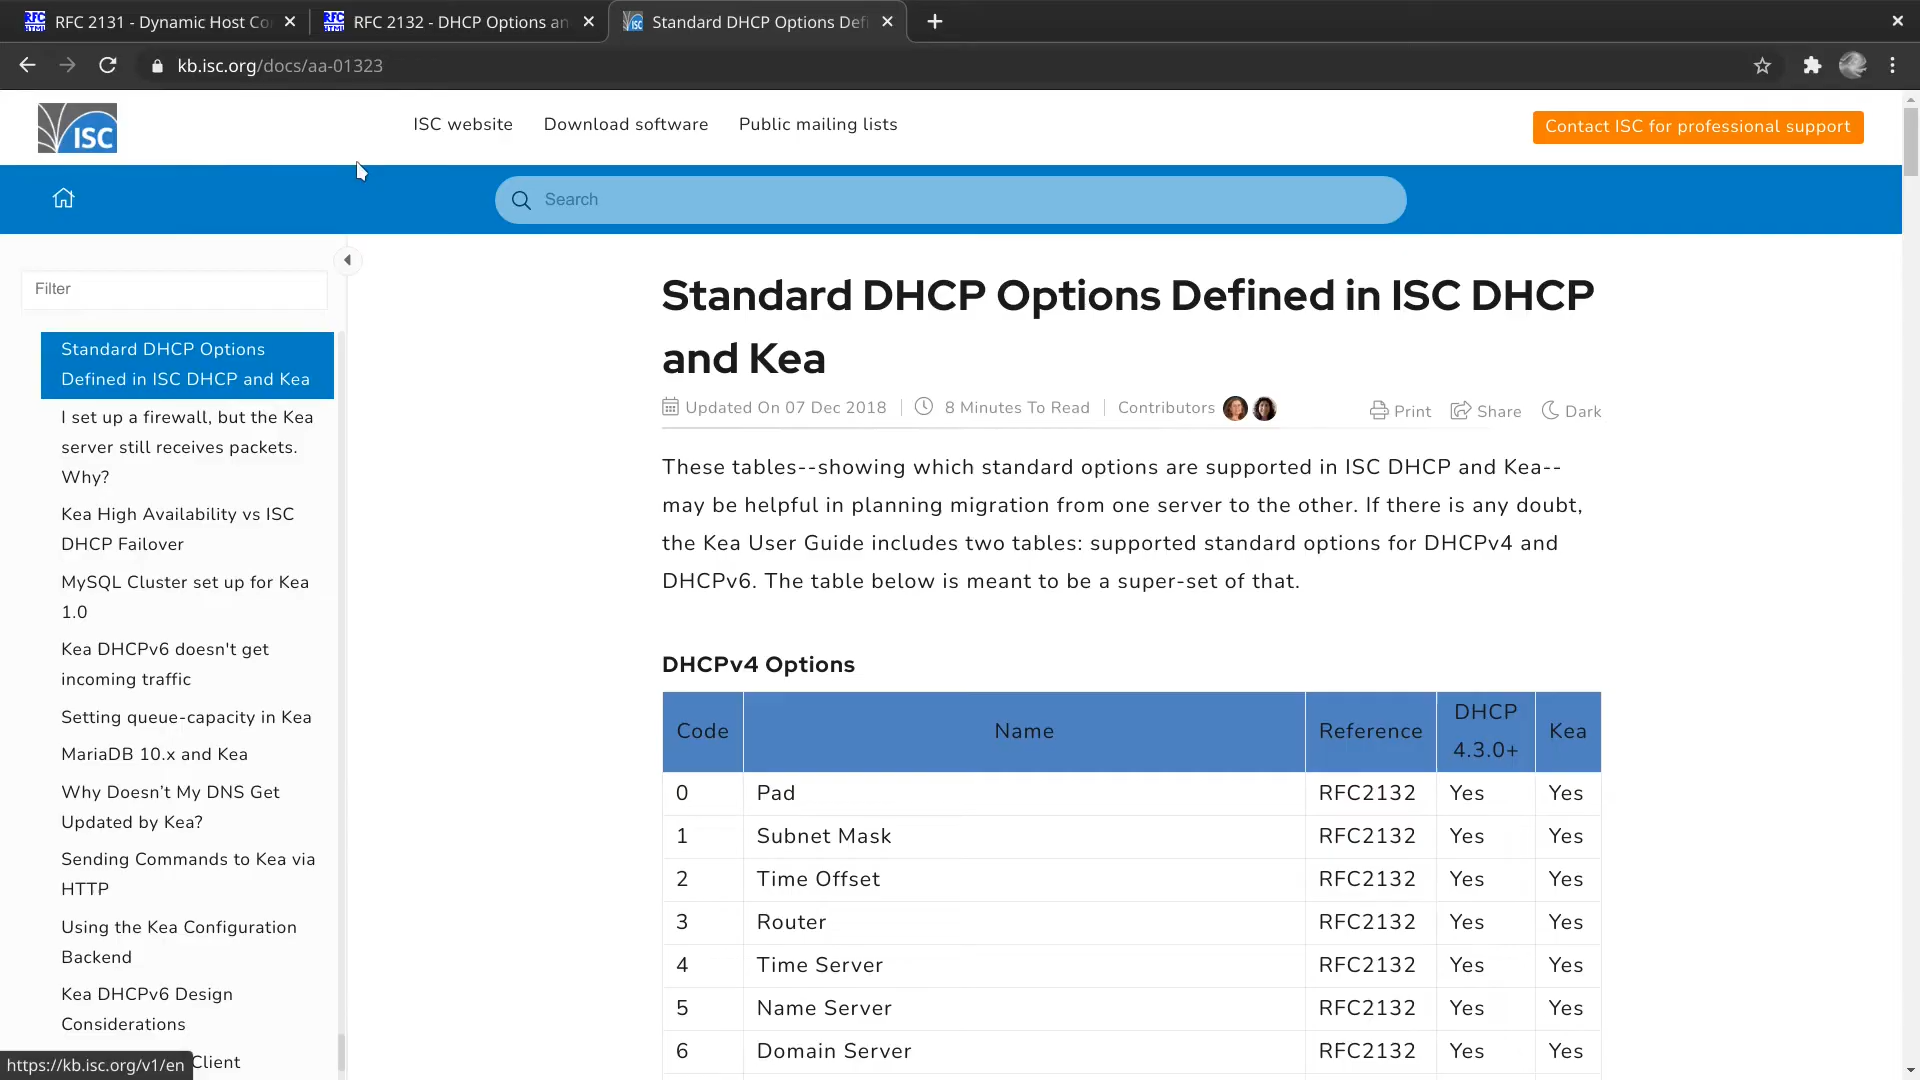 RFC 2131 - Dynamic Host Co
RFC 2132 - DHCP Options an
Standard DHCP Options Def
kb.isc.org/docs/aa-01323
ISC
ISC website
Download software
Public mailing lists
Contact ISC for professional support
Search
Filter
Standard DHCP Options
Defined in ISC DHCP and Kea
I set up a firewall, but the Kea
server still receives packets.
Why?
Kea High Availability vs ISC
DHCP Failover
MySQL Cluster set up for Kea
1.0
Kea DHCPv6 doesn't get
incoming traffic
Setting queue-capacity in Kea
MariaDB 10.x and Kea
Why Doesn’t My DNS Get
Updated by Kea?
Sending Commands to Kea via
HTTP
Using the Kea Configuration
Backend
Kea DHCPv6 Design
Considerations
Client
https://kb.isc.org/v1/en
Standard DHCP Options Defined in ISC DHCP
and Kea
Updated On 07 Dec 2018
8 Minutes To Read
Contributors
Print
Share
Dark
These tables--showing which standard options are supported in ISC DHCP and Kea--
may be helpful in planning migration from one server to the other. If there is any doubt,
the Kea User Guide includes two tables: supported standard options for DHCPv4 and
DHCPv6. The table below is meant to be a super-set of that.
DHCPv4 Options
Code Name Reference DHCP 4.3.0+ Kea
0 Pad RFC2132 Yes Yes
1 Subnet Mask RFC2132 Yes Yes
2 Time Offset RFC2132 Yes Yes
3 Router RFC2132 Yes Yes
4 Time Server RFC2132 Yes Yes
5 Name Server RFC2132 Yes Yes
6 Domain Server RFC2132 Yes Yes